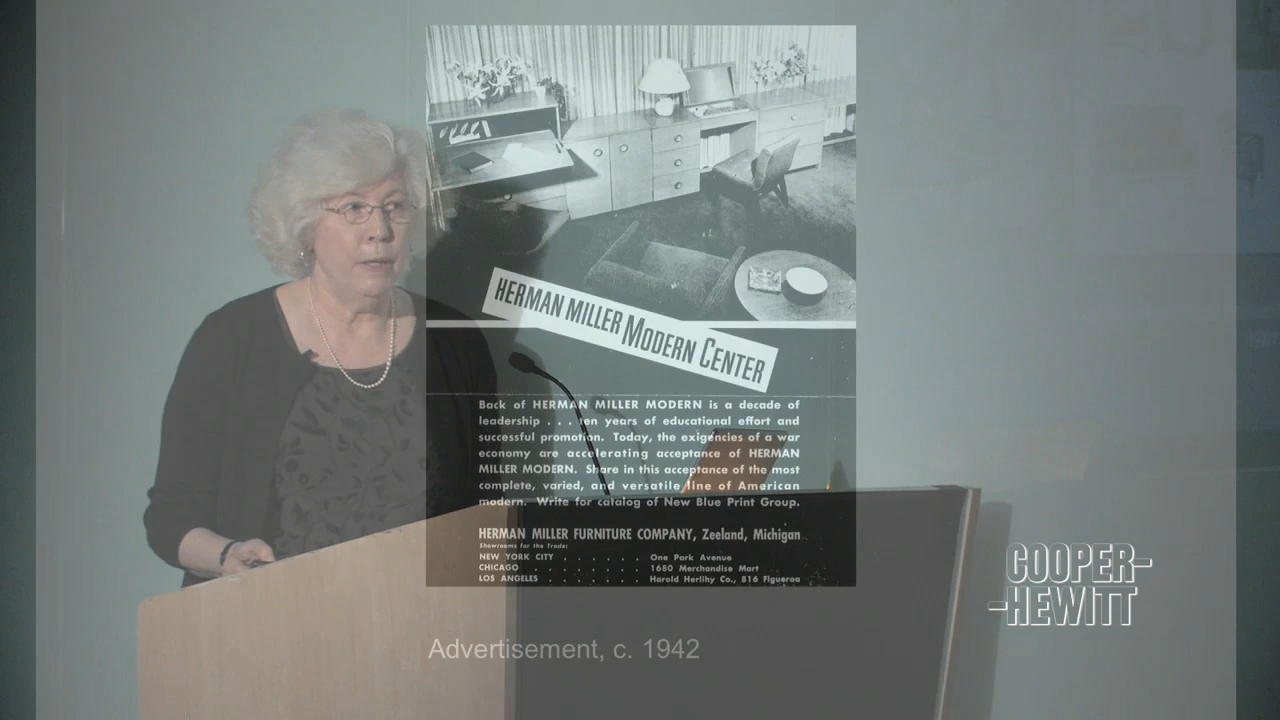 HERMAN MILLER MODERN CENTER
Back of HERMAN MILLER MODERN is a decade of
leadership . . . ten years of educational effort and
successful promotion. Today, the exigencies of a war
economy are accelerating acceptance of HERMAN
MILLER MODERN. Share in this acceptance of the most
complete, varied, and versatile line of American
modern. Write for catalog of New Blue Print Group.
HERMAN MILLER FURNITURE COMPANY, Zeeland, Michigan
Showrooms for the Trade:
NEW YORK CITY . . . . . . . . One Park Avenue
CHICAGO . . . . . . . . 1680 Merchandise Mart
LOS ANGELES . . . . . . . . Harold Herlihy Co., 816 Figueroa
COOPER-
-HEWITT
Advertisement, c. 1942